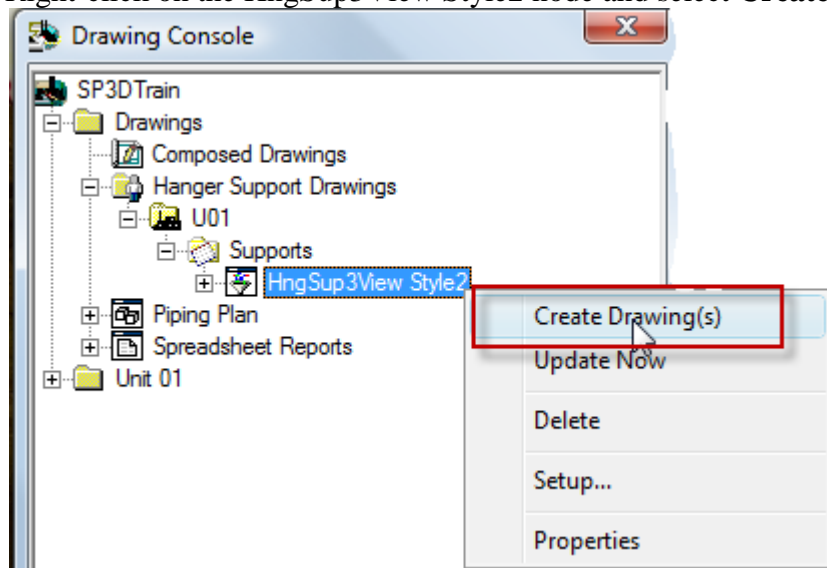 Right-click on the HngSup3View Style2 node and select Create
Drawing Console
SP3DTrain
Drawings
Composed Drawings
Hanger Support Drawings
U01
Supports
HngSup3View Style2
Piping Plan
Spreadsheet Reports
Unit 01
Create Drawing(s)
Update Now
Delete
Setup...
Properties